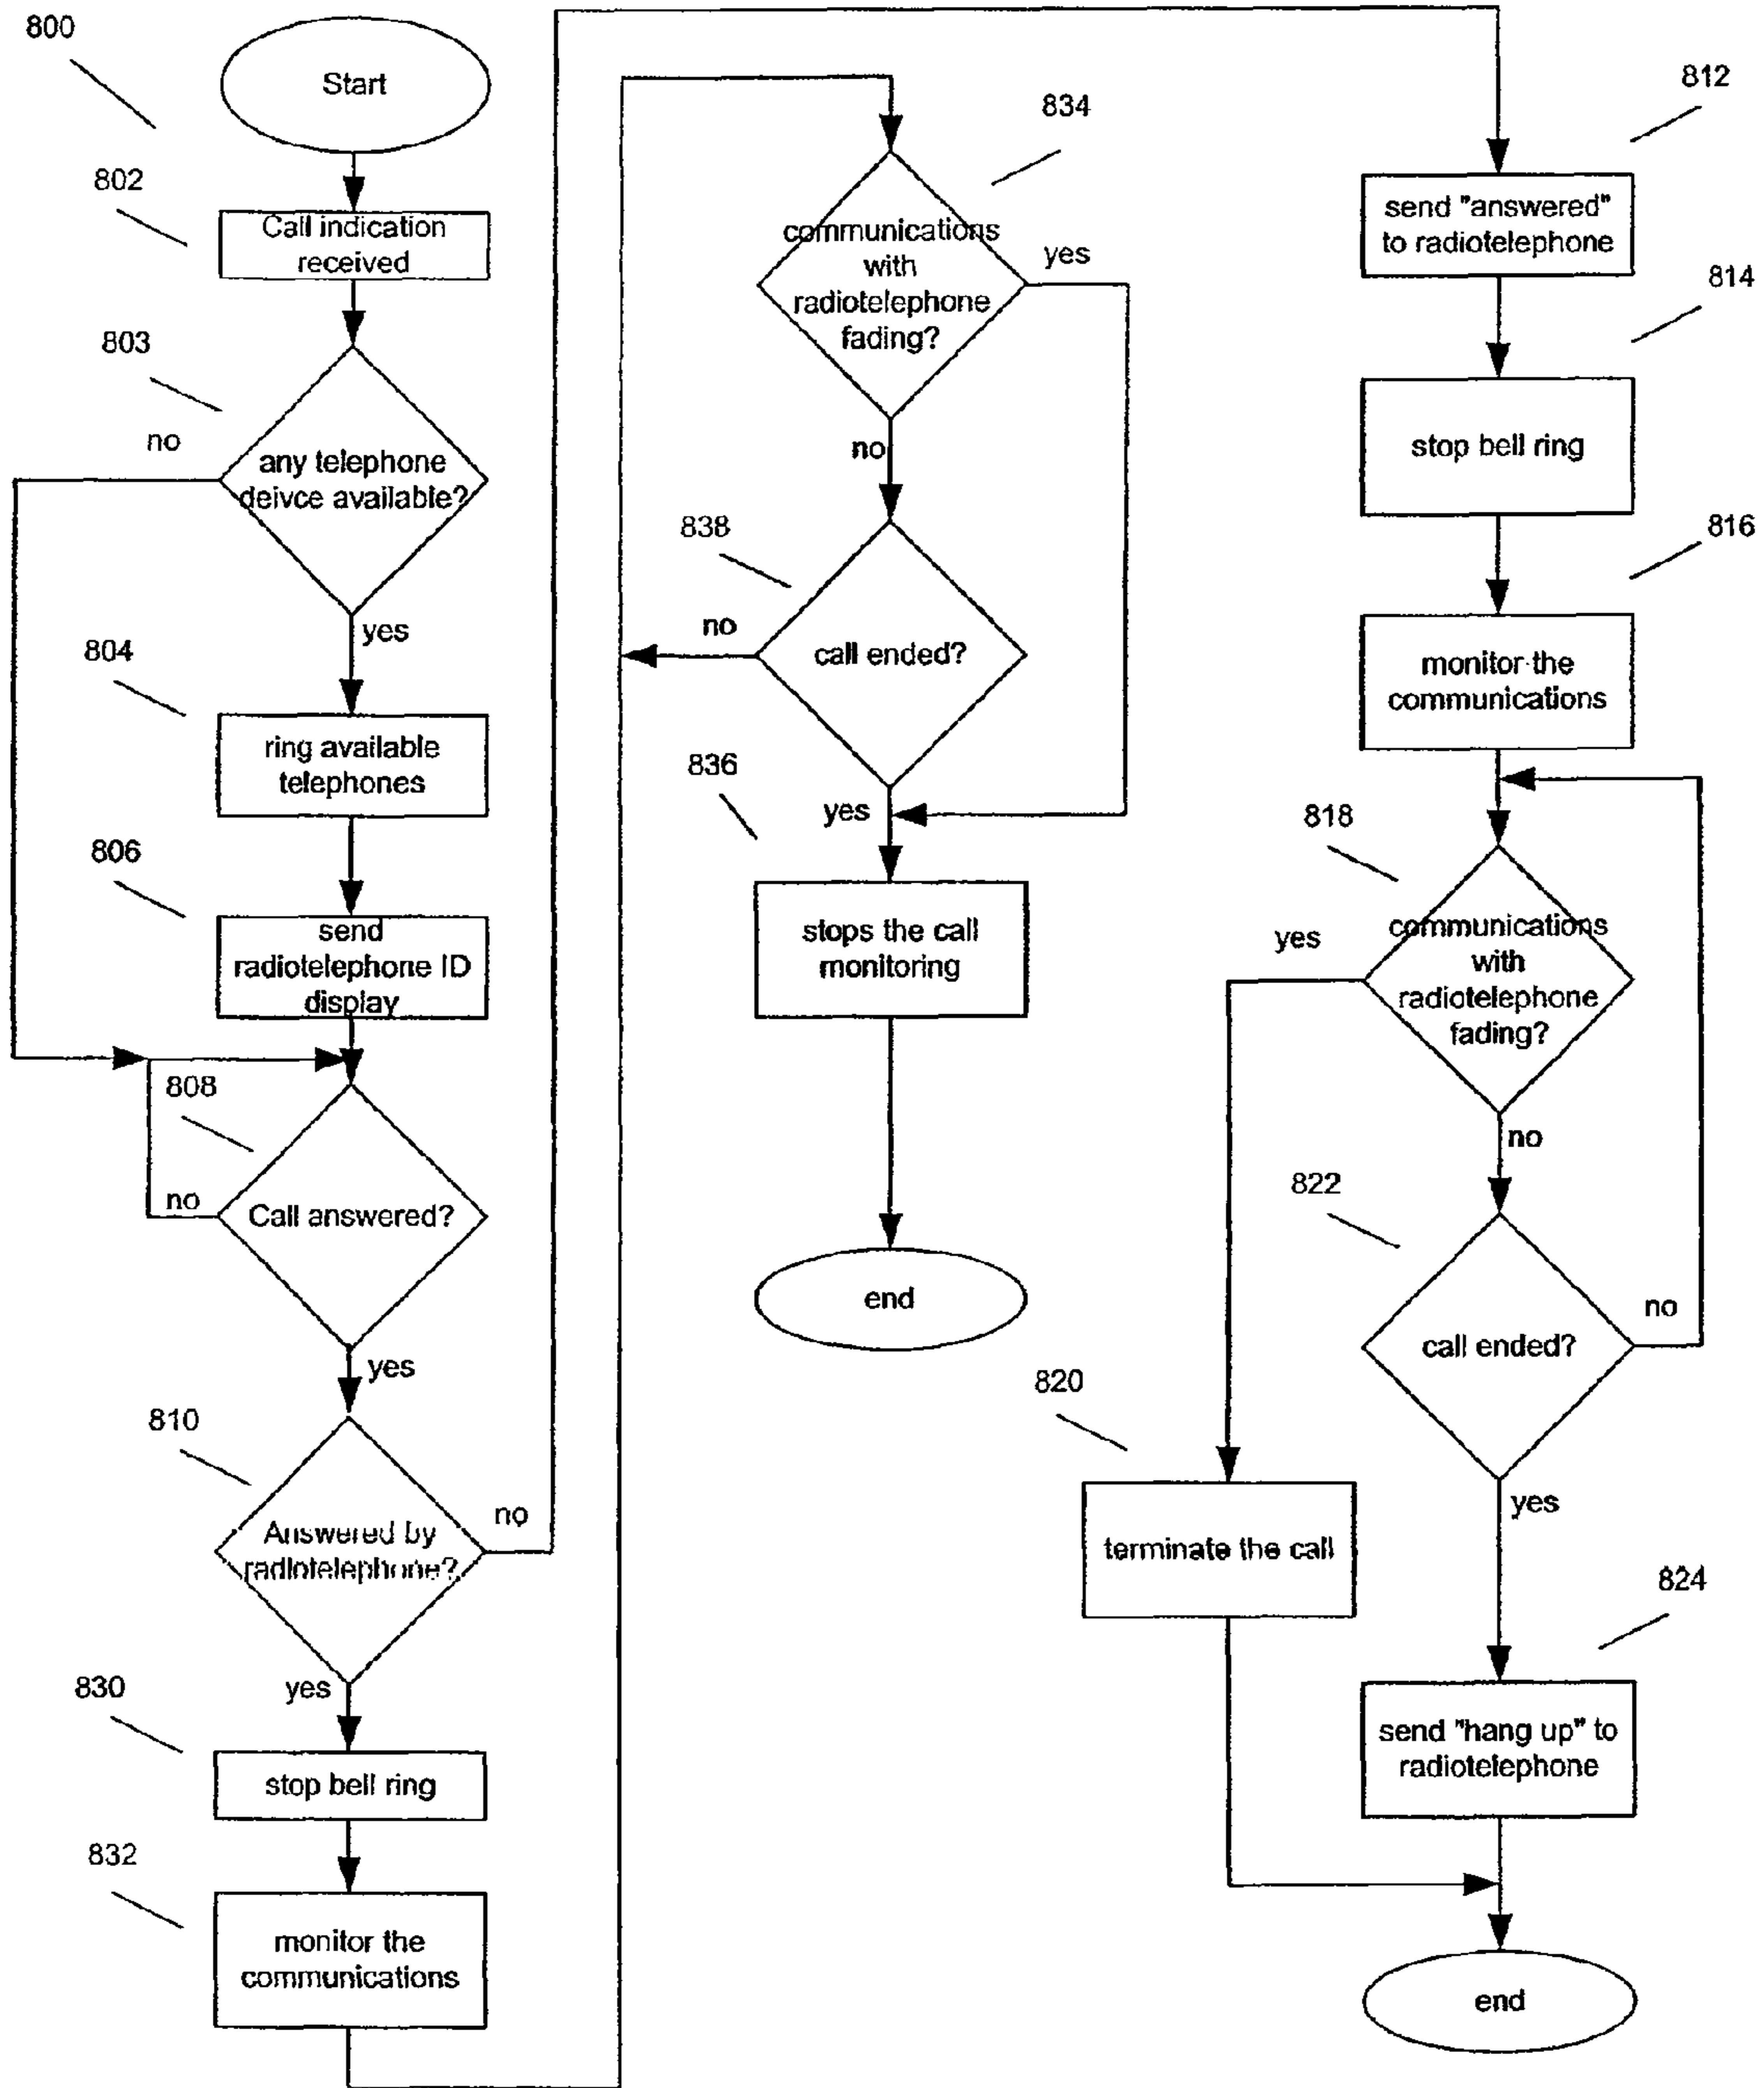 800
Start
802
Call indication
received
803
no
any telephone
deivce available?
yes
804
ring available
telephones
806
send
radiotelephone ID
display
808
no
Call answered?
yes
810
no
Answered by
radiotelephone?
yes
830
stop bell ring
832
monitor the
communications
834
communications
with
radiotelephone
fading?
yes
no
838
no
call ended?
836
yes
stops the call
monitoring
end
812
send "answered"
to radiotelephone
814
stop bell ring
816
monitor the
communications
818
yes
communications
with
radiotelephone
fading?
no
822
no
call ended?
820
yes
terminate the call
824
send "hang up" to
radiotelephone
end